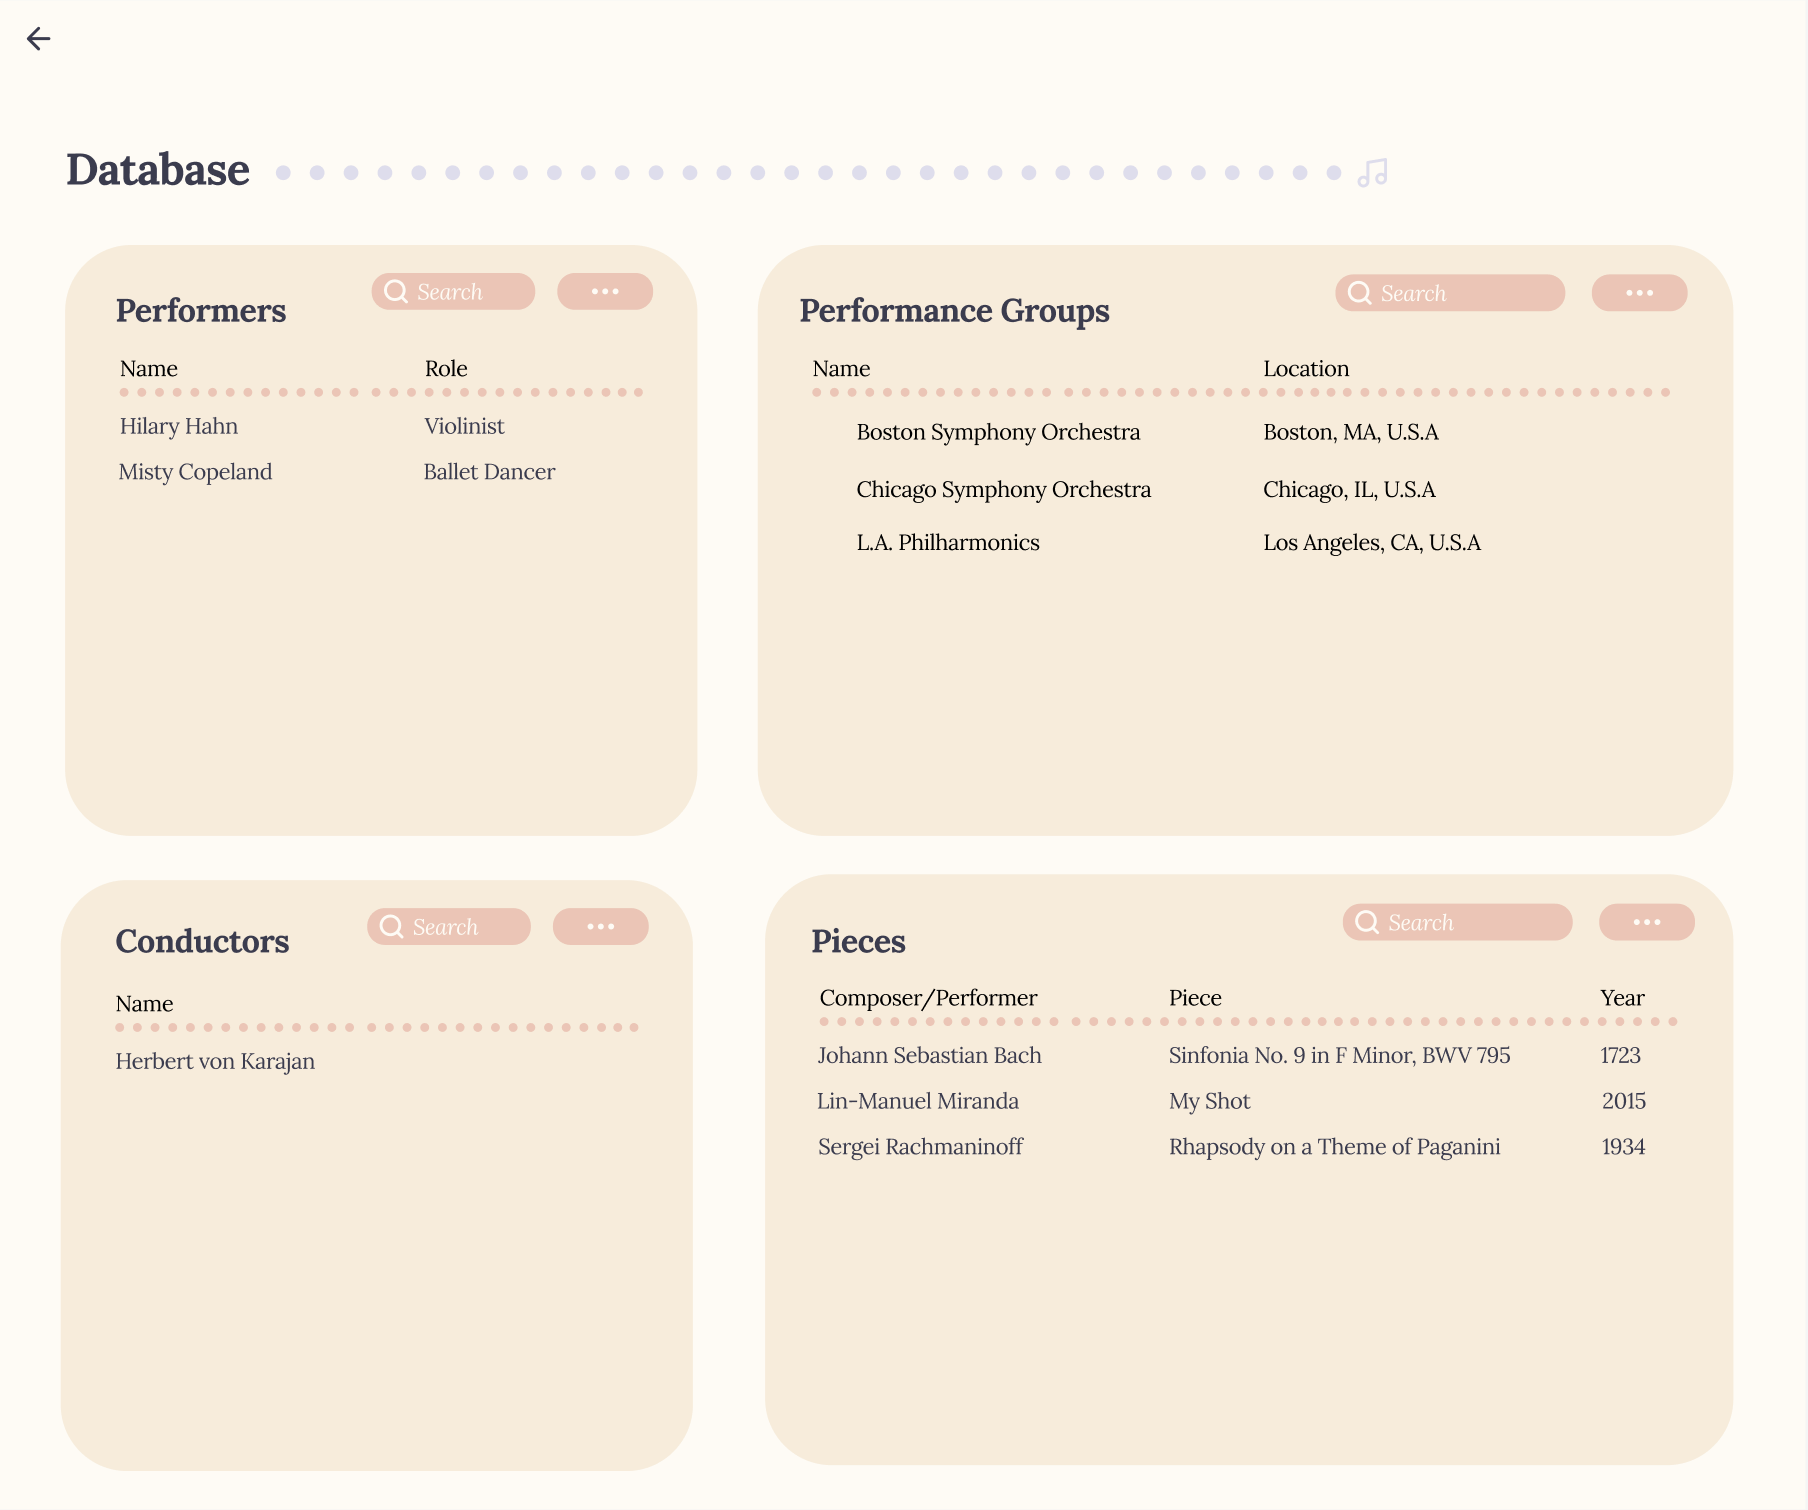 Database
Performers
Search
Name Role
Hilary Hahn Violinist
Misty Copeland Ballet Dancer
Performance Groups
Search
Name Location
Boston Symphony Orchestra Boston, MA, U.S.A
Chicago Symphony Orchestra Chicago, IL, U.S.A
L.A. Philharmonics Los Angeles, CA, U.S.A
Conductors
Search
Name
Herbert von Karajan
Pieces
Search
Composer/Performer Piece Year
Johann Sebastian Bach Sinfonia No. 9 in F Minor, BWV 795 1723
Lin-Manuel Miranda My Shot 2015
Sergei Rachmaninoff Rhapsody on a Theme of Paganini 1934